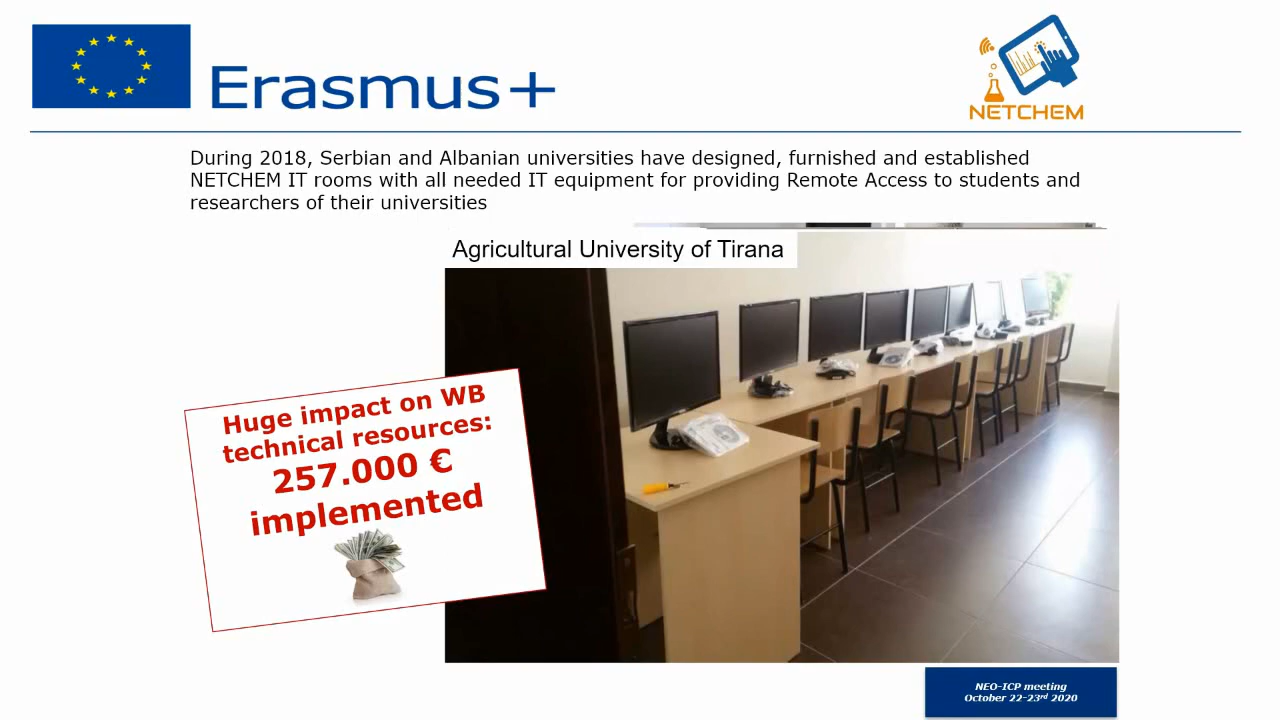 Erasmus+
NETCHEM
During 2018, Serbian and Albanian universities have designed, furnished and established
NETCHEM IT rooms with all needed IT equipment for providing Remote Access to students and
researchers of their universities
Agricultural University of Tirana
Huge impact on WB
technical resources:
257.000 €
implemented
NEO-ICP meeting
October 22-23rd 2020